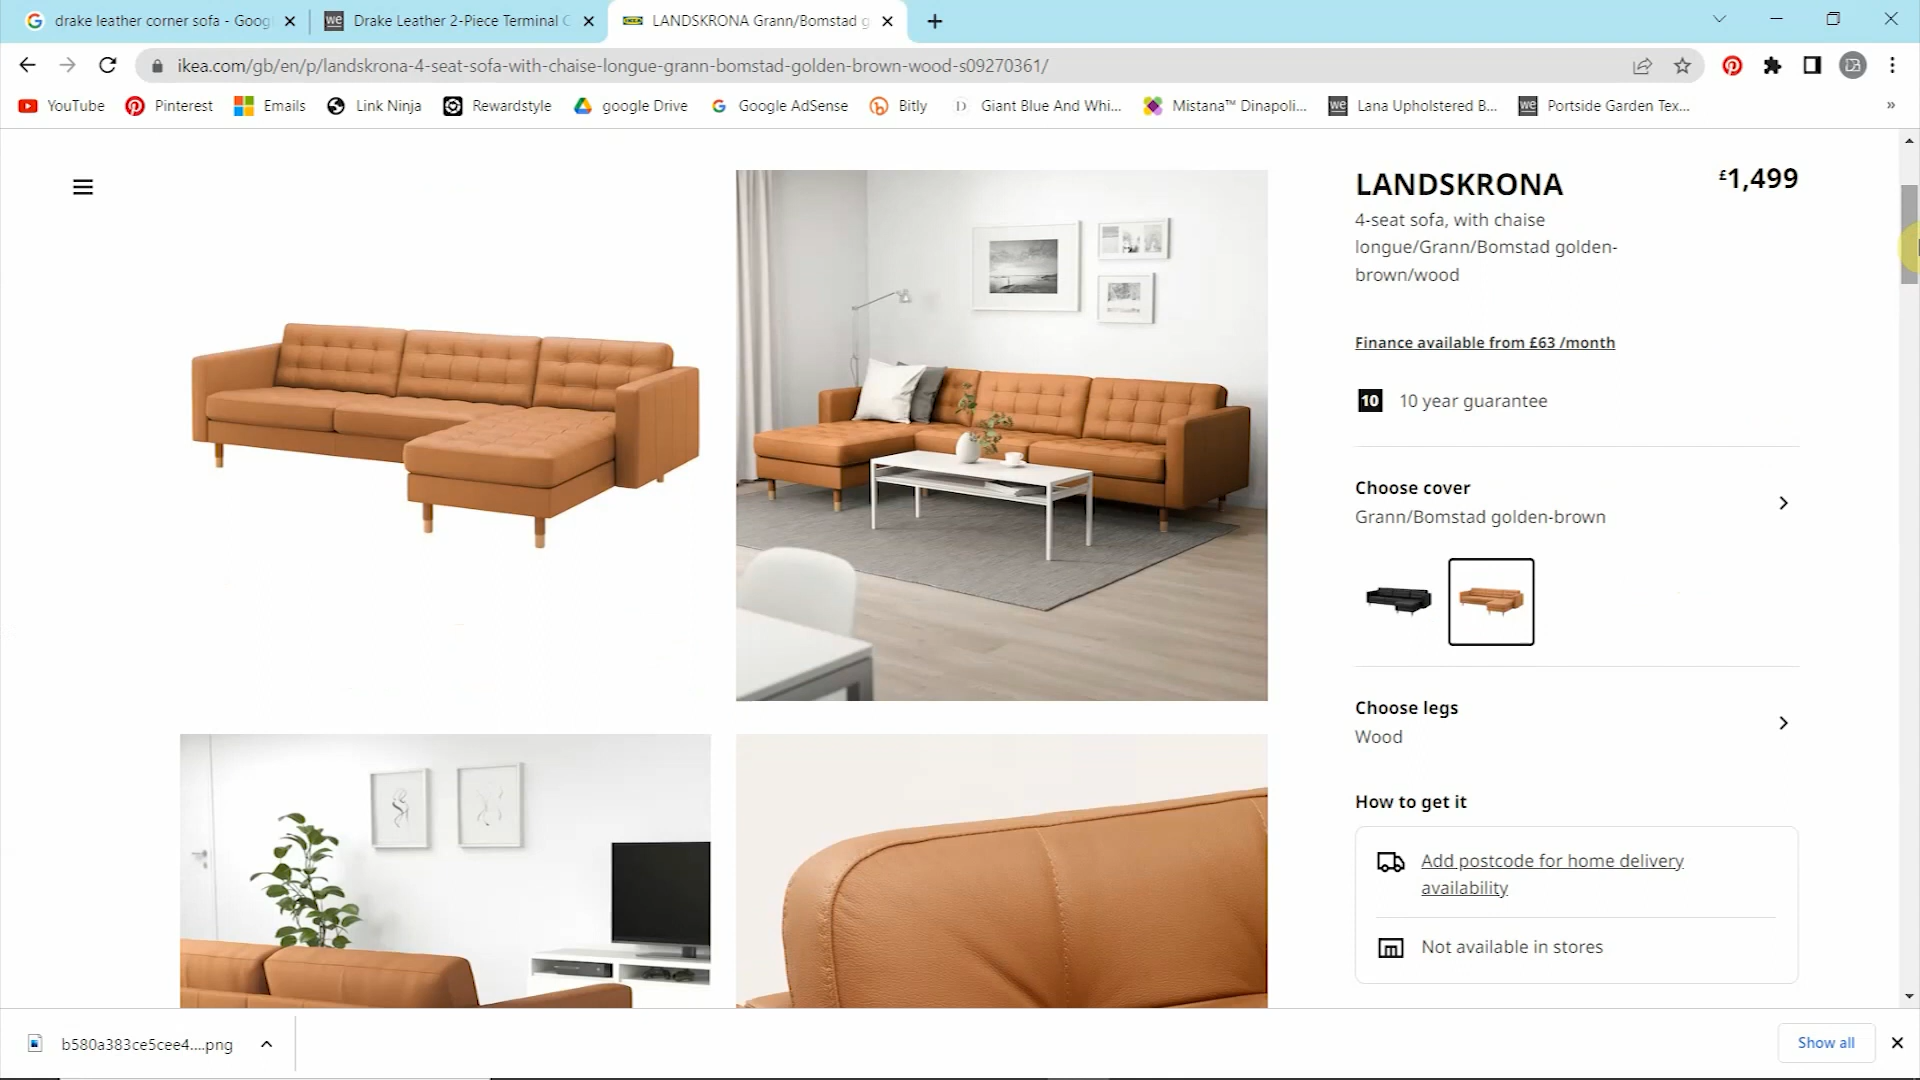 drake leather corner sofa - Goog
we Drake Leather 2-Piece Terminal C
IKEA LANDSKRONA Grann/Bomstad g
ikea.com/gb/en/p/landskrona-4-seat-sofa-with-chaise-longue-grann-bomstad-golden-brown-wood-s09270361/
YouTube Pinterest Emails Link Ninja Rewardstyle google Drive Google AdSense Bitly Giant Blue And Whi... Mistana™ Dinapoli... we Lana Upholstered B... we Portside Garden Tex... »
LANDSKRONA £1,499
4-seat sofa, with chaise
longue/Grann/Bomstad golden-
brown/wood
Finance available from £63 /month
10 10 year guarantee
Choose cover
Grann/Bomstad golden-brown
Choose legs
Wood
How to get it
Add postcode for home delivery
availability
Not available in stores
b580a383ce5cee4....png
Show all